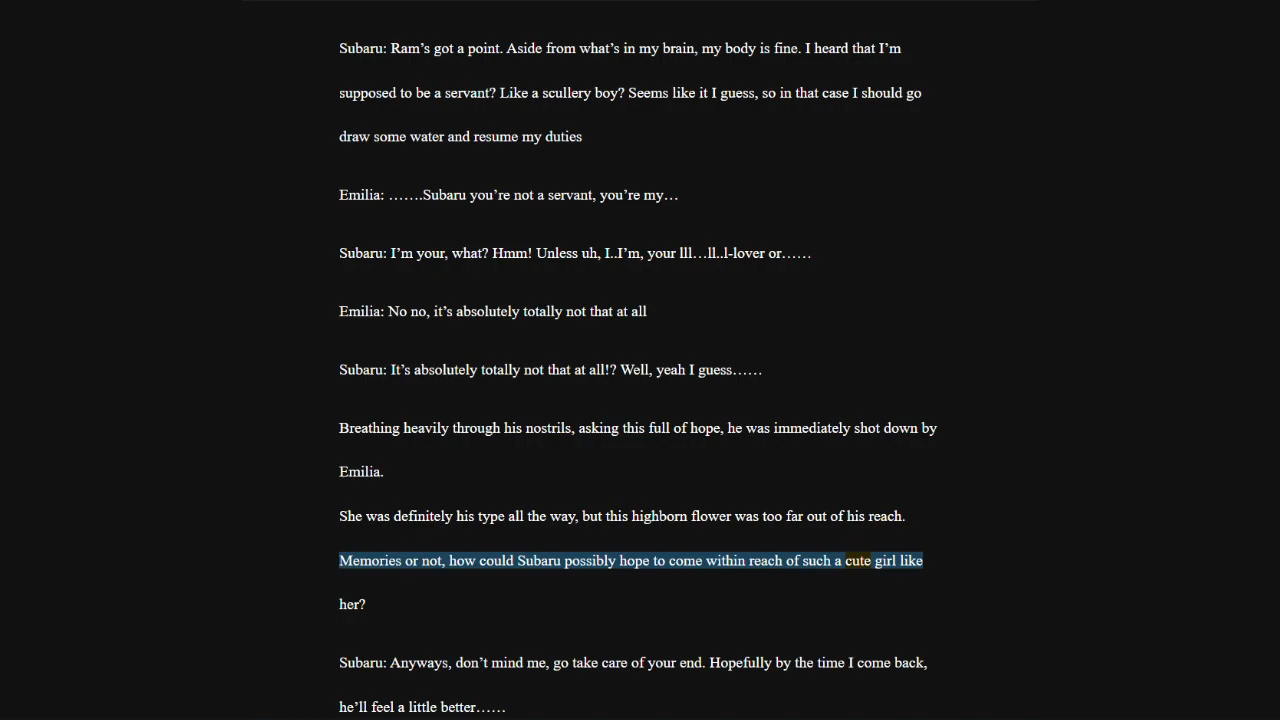 Subaru: Ram’s got a point. Aside from what’s in my brain, my body is fine. I heard that I’m
supposed to be a servant? Like a scullery boy? Seems like it I guess, so in that case I should go
draw some water and resume my duties
Emilia: …….Subaru you’re not a servant, you’re my…
Subaru: I’m your, what? Hmm! Unless uh, I..I’m, your lll…ll..l-lover or……
Emilia: No no, it’s absolutely totally not that at all
Subaru: It’s absolutely totally not that at all!? Well, yeah I guess……
Breathing heavily through his nostrils, asking this full of hope, he was immediately shot down by
Emilia.
She was definitely his type all the way, but this highborn flower was too far out of his reach.
Memories or not, how could Subaru possibly hope to come within reach of such a cute girl like
her?
Subaru: Anyways, don’t mind me, go take care of your end. Hopefully by the time I come back,
he’ll feel a little better……